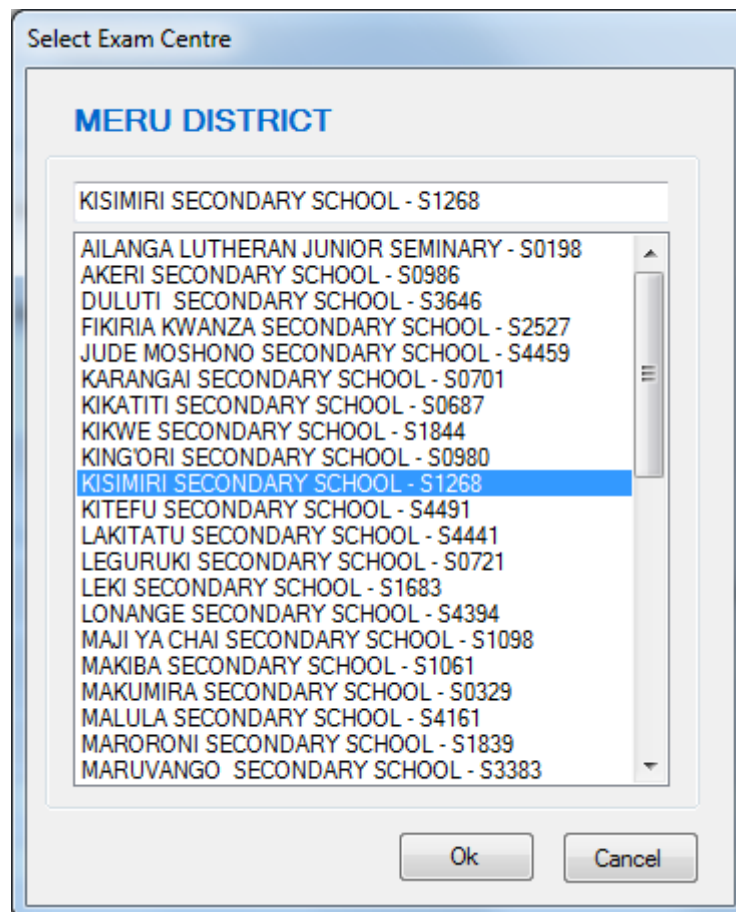 Select Exam Centre
MERU DISTRICT
KISIMIRI SECONDARY SCHOOL - S1268
AILANGA LUTHERAN JUNIOR SEMINARY - S0198
AKERI SECONDARY SCHOOL - S0986
DULUTI  SECONDARY SCHOOL - S3646
FIKIRIA KWANZA SECONDARY SCHOOL - S2527
JUDE MOSHONO SECONDARY SCHOOL - S4459
KARANGAI SECONDARY SCHOOL - S0701
KIKATITI SECONDARY SCHOOL - S0687
KIKWE SECONDARY SCHOOL - S1844
KING'ORI SECONDARY SCHOOL - S0980
KISIMIRI SECONDARY SCHOOL - S1268
KITEFU SECONDARY SCHOOL - S4491
LAKITATU SECONDARY SCHOOL - S4441
LEGURUKI SECONDARY SCHOOL - S0721
LEKI SECONDARY SCHOOL - S1683
LONANGE SECONDARY SCHOOL - S4394
MAJI YA CHAI SECONDARY SCHOOL - S1098
MAKIBA SECONDARY SCHOOL - S1061
MAKUMIRA SECONDARY SCHOOL - S0329
MALULA SECONDARY SCHOOL - S4161
MARORONI SECONDARY SCHOOL - S1839
MARUVANGO  SECONDARY SCHOOL - S3383
Ok
Cancel